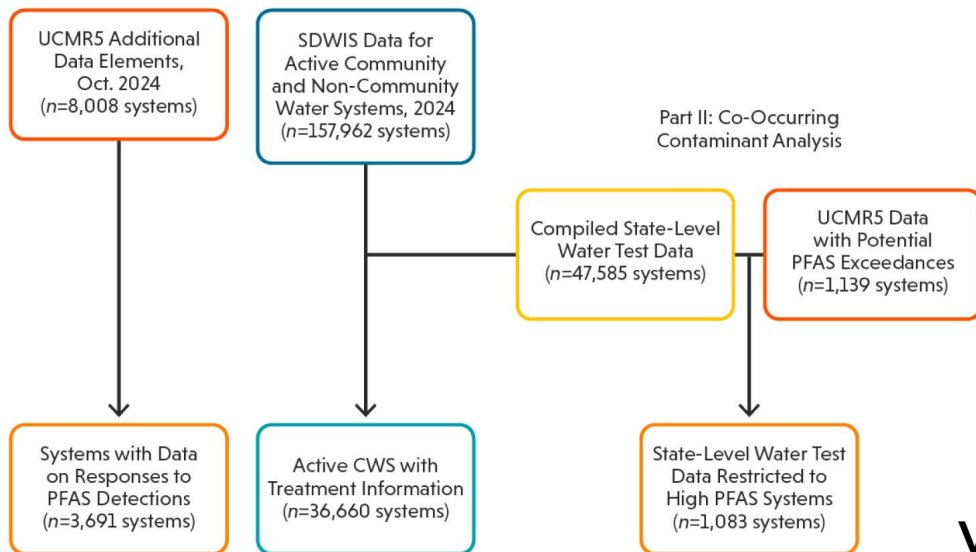 UCMR5 Additional
Data Elements,
Oct. 2024
(n=8,008 systems)
SDWIS Data for
Active Community
and Non-Community
Water Systems, 2024
(n=157,962 systems)
Part II: Co-Occurring
Contaminant Analysis
Compiled State-Level
Water Test Data
(n=47,585 systems)
UCMR5 Data
with Potential
PFAS Exceedances
(n=1,139 systems)
Systems with Data
on Responses to
PFAS Detections
(n=3,691 systems)
Active CWS with
Treatment Information
(n=36,660 systems)
State-Level Water Test
Data Restricted to
High PFAS Systems
(n=1,083 systems)